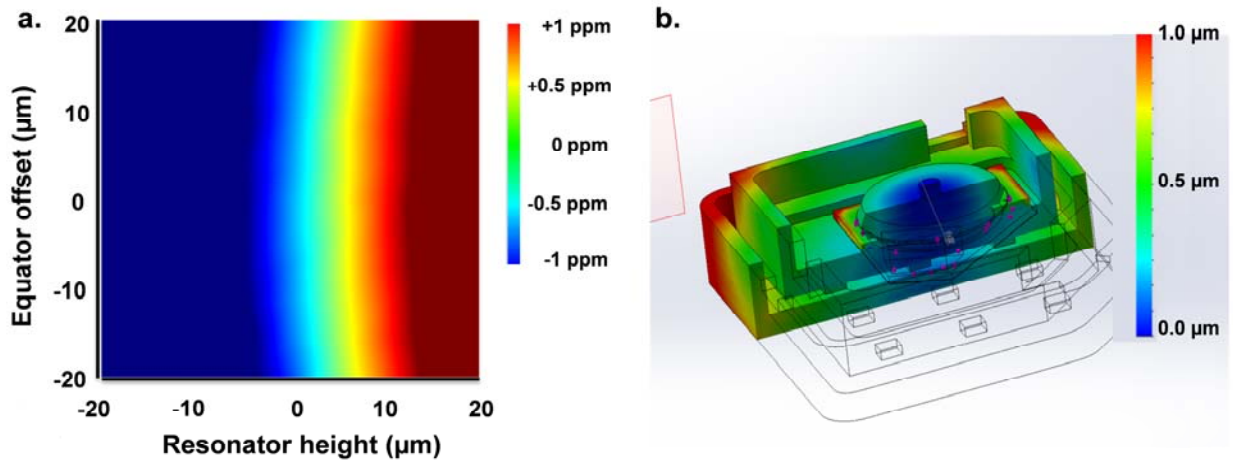 a.
20
10
0
-10
-20
Equator offset (µm)
-20
-10
0
10
20
Resonator height (µm)
+1 ppm
+0.5 ppm
0 ppm
-0.5 ppm
-1 ppm
b.
1.0 µm
0.5 µm
0.0 µm